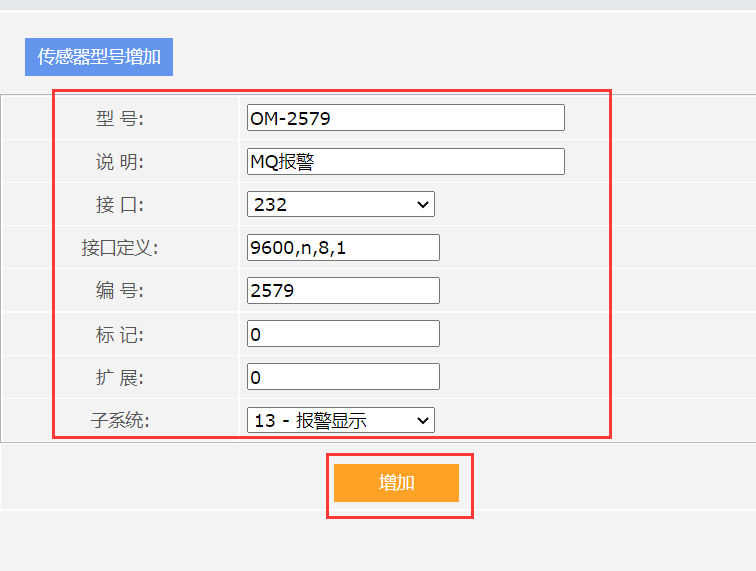 传感器型号增加
型 号: OM-2579
说 明: MQ报警
接 口: 232
接口定义: 9600,n,8,1
编 号: 2579
标 记: 0
扩 展: 0
子系统: 13 - 报警显示
增加